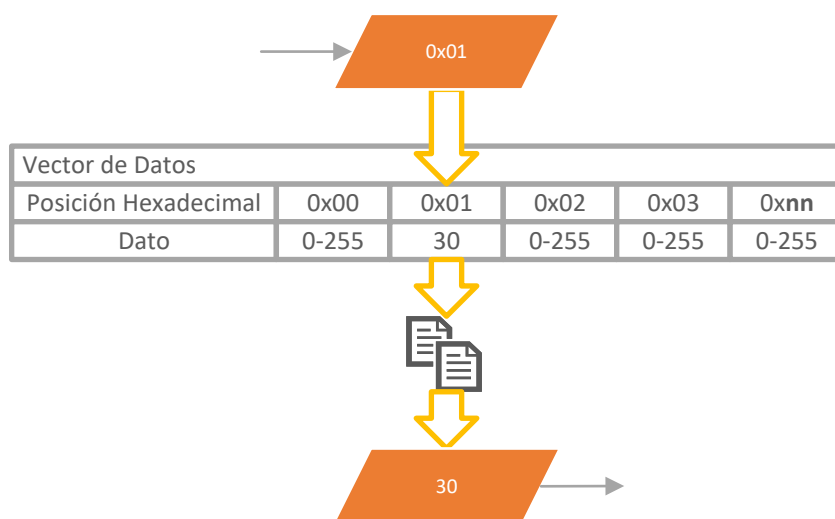 0x01
Vector de Datos
Posición Hexadecimal 0x00 0x01 0x02 0x03 0xnn
Dato 0-255 30 0-255 0-255 0-255
30